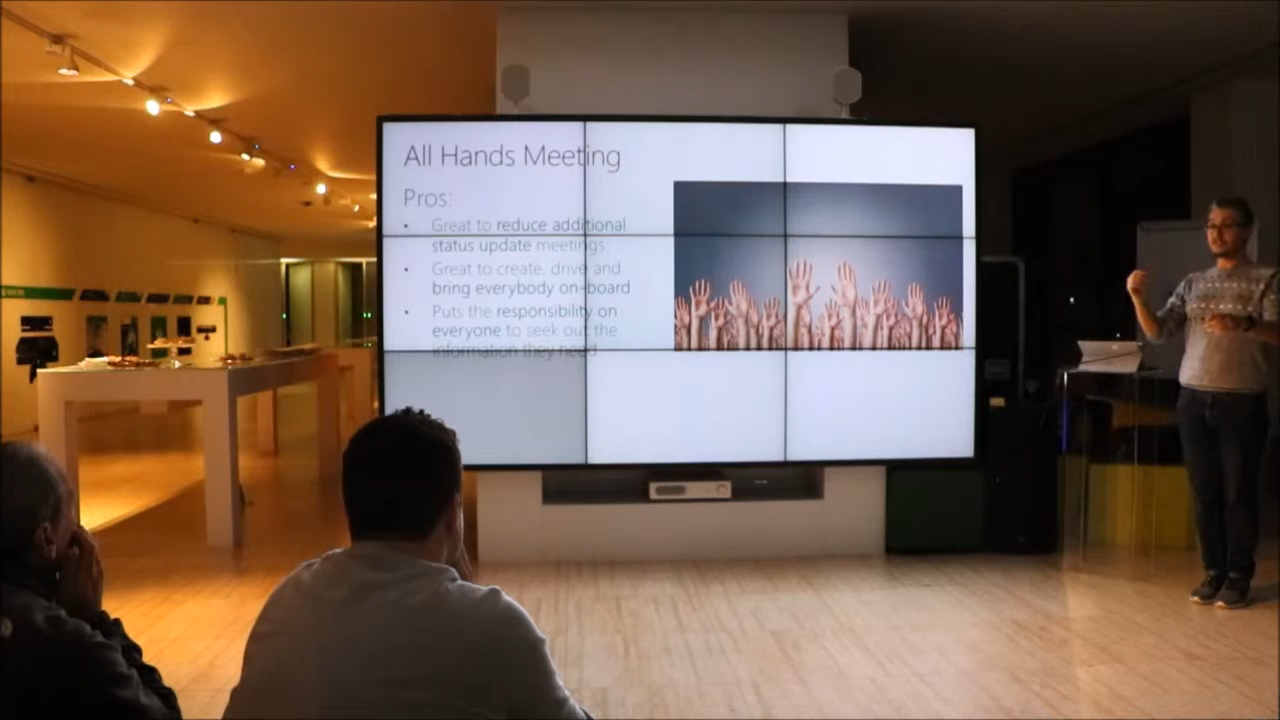 All Hands Meeting
Pros:
• Great to reduce additional
status update meetings
• Great to create, drive and
bring everybody on-board
• Puts the responsibility on
everyone to seek out the
information they need